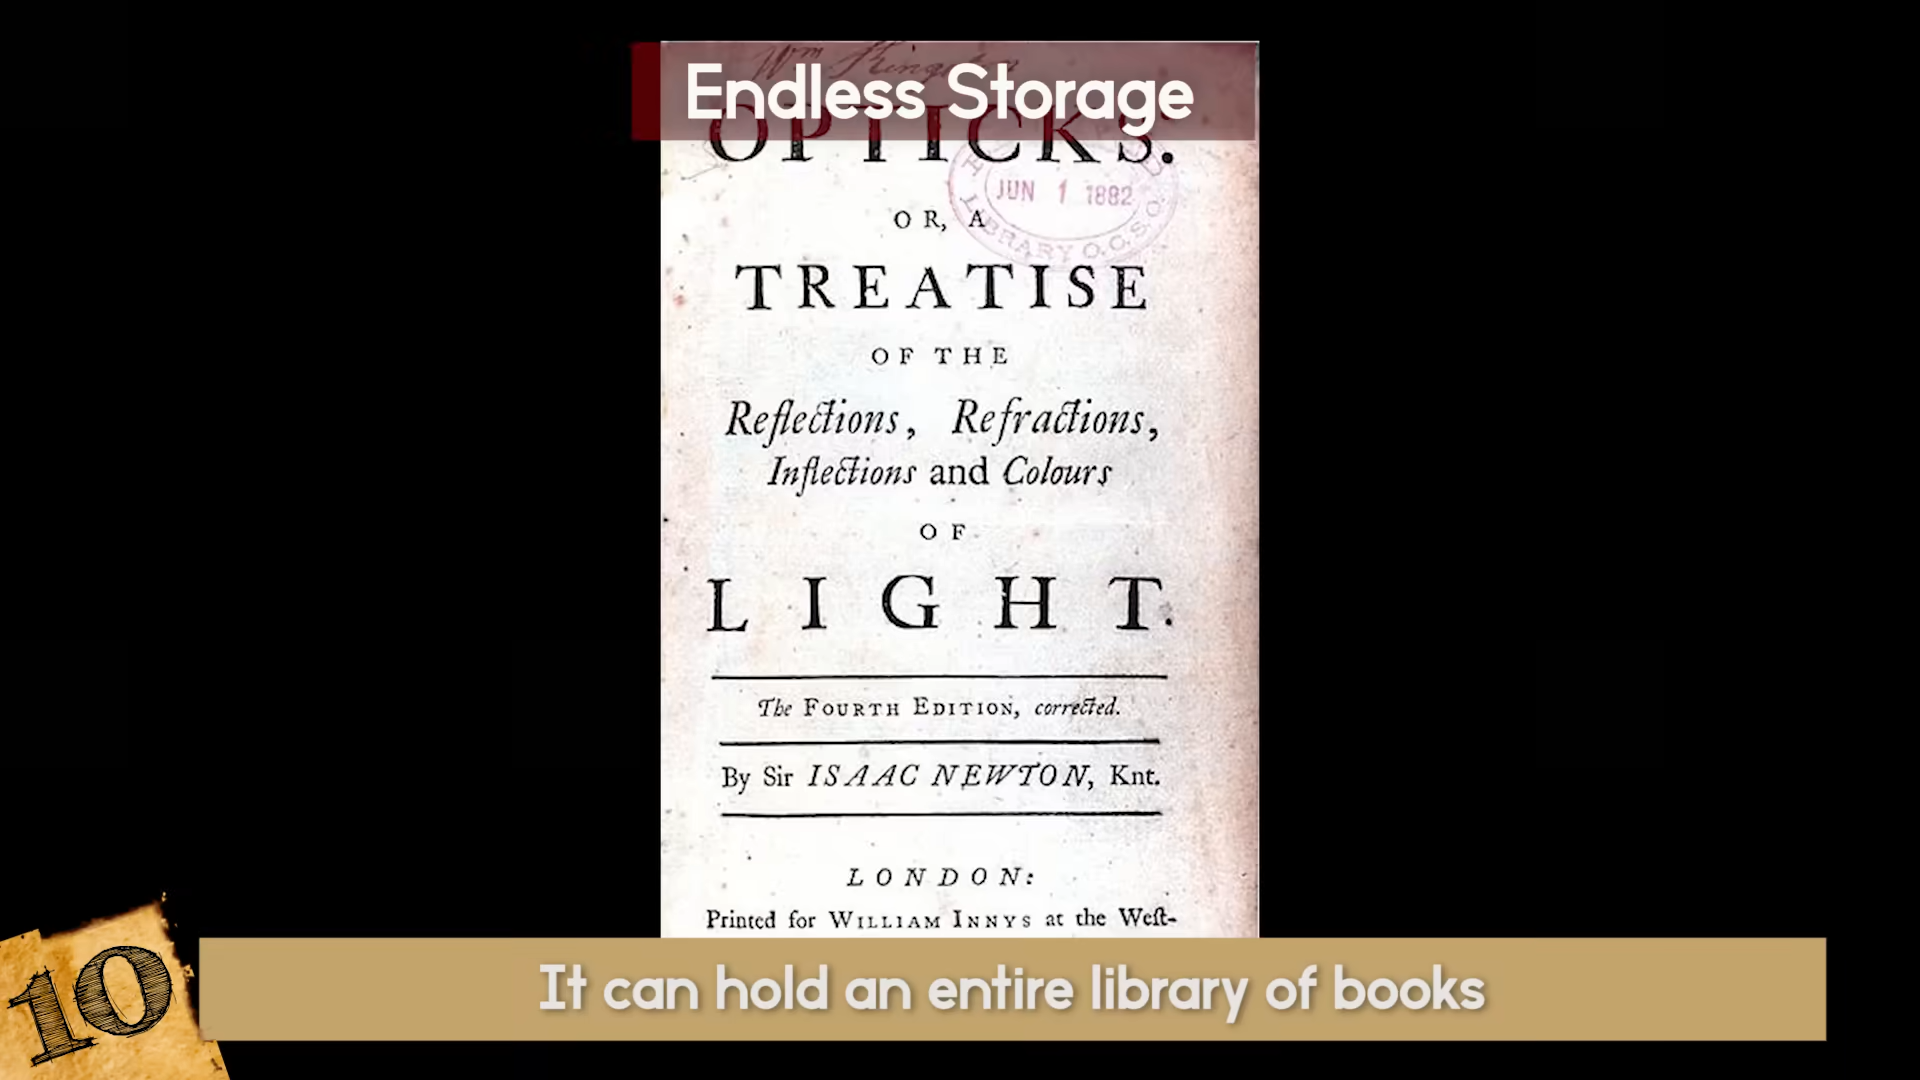 Endless Storage
OPTICKS:
JUN 1 1882
LIBRARY O.C.S.O.
OR, A
TREATISE
OF THE
Reflections, Refractions,
Inflections and Colours
OF
LIGHT.
The FOURTH EDITION, corrected.
By Sir ISAAC NEWTON, Knt.
LONDON:
Printed for WILLIAM INNYS at the Weſt-
10
It can hold an entire library of books